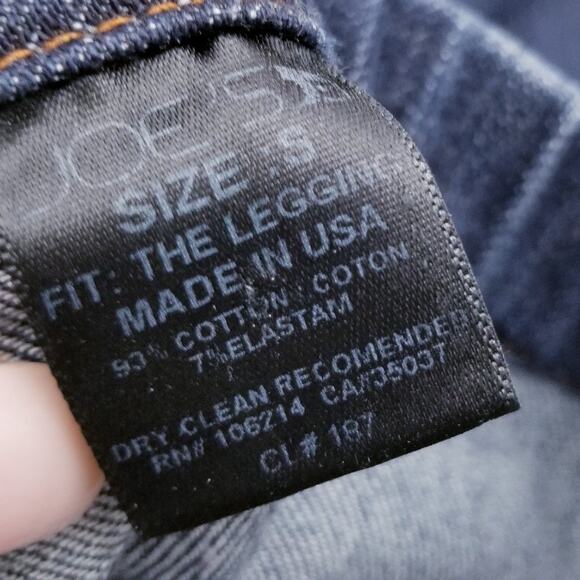 JOE'S
SIZE : S
FIT: THE LEGGING
MADE IN USA
93% COTTON / COTON
7% ELASTAM
DRY CLEAN RECOMENDED
RN# 106214 CA#35037
CL# 187